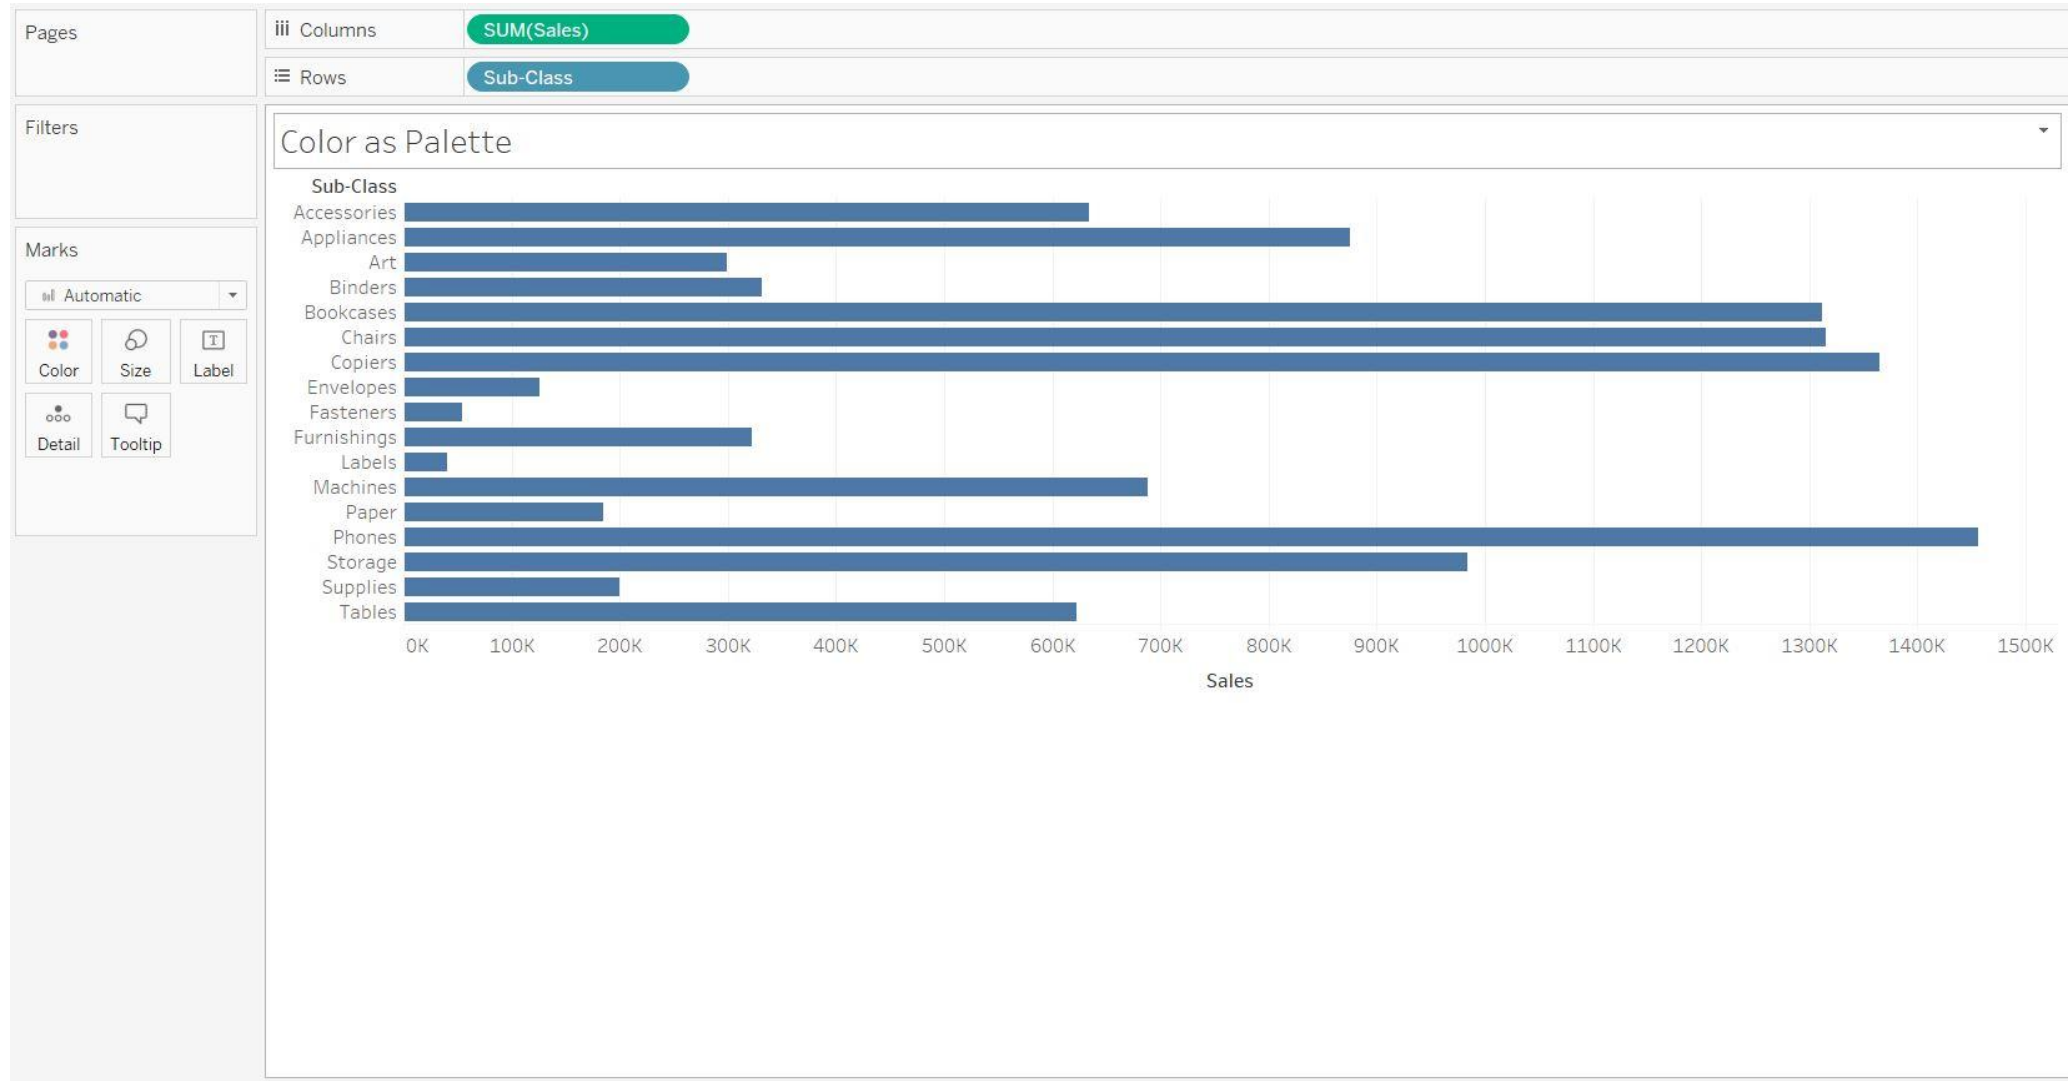 Pages
Columns SUM(Sales)
Rows Sub-Class
Filters
Marks
Automatic
Color Size T Label
Detail Tooltip
Color as Palette
Sub-Class
Accessories
Appliances
Art
Binders
Bookcases
Chairs
Copiers
Envelopes
Fasteners
Furnishings
Labels
Machines
Paper
Phones
Storage
Supplies
Tables
0K 100K 200K 300K 400K 500K 600K 700K 800K 900K 1000K 1100K 1200K 1300K 1400K 1500K
Sales